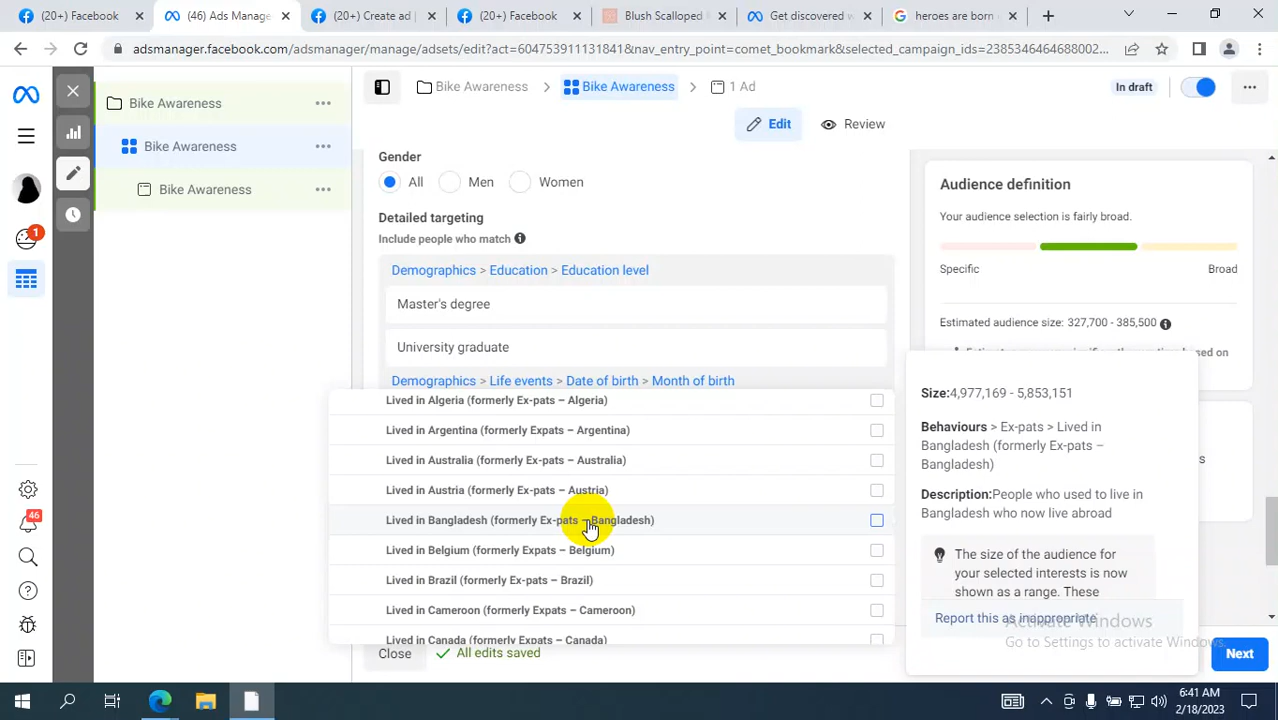 (20+) Facebook
(46) Ads Manage
(20+) Create ad
(20+) Facebook
Blush Scalloped
Get discovered
heroes are born
adsmanager.facebook.com/adsmanager/manage/adsets/edit?act=604753911131841&nav_entry_point=comet_bookmark&selected_campaign_ids=2385346464688002...
Bike Awareness
Bike Awareness
Bike Awareness
Bike Awareness
Bike Awareness
1 Ad
In draft
Edit
Review
Gender
All
Men
Women
Detailed targeting
Include people who match
Demographics > Education > Education level
Master's degree
University graduate
Demographics > Life events > Date of birth > Month of birth
Lived in Algeria (formerly Ex-pats – Algeria)
Lived in Argentina (formerly Expats – Argentina)
Lived in Australia (formerly Ex-pats – Australia)
Lived in Austria (formerly Ex-pats – Austria)
Lived in Bangladesh (formerly Ex-pats – Bangladesh)
Lived in Belgium (formerly Expats – Belgium)
Lived in Brazil (formerly Ex-pats – Brazil)
Lived in Cameroon (formerly Expats – Cameroon)
Lived in Canada (formerly Expats – Canada)
Close
All edits saved
Audience definition
Your audience selection is fairly broad.
Specific
Broad
Estimated audience size: 327,700 - 385,500
Size:4,977,169 - 5,853,151
Behaviours > Ex-pats > Lived in
Bangladesh (formerly Ex-pats –
Bangladesh)
Description:People who used to live in
Bangladesh who now live abroad
The size of the audience for
your selected interests is now
shown as a range. These
Report this as inappropriate
Activate Windows
Go to Settings to activate Windows.
Next
1
46
6:41 AM
2/18/2023